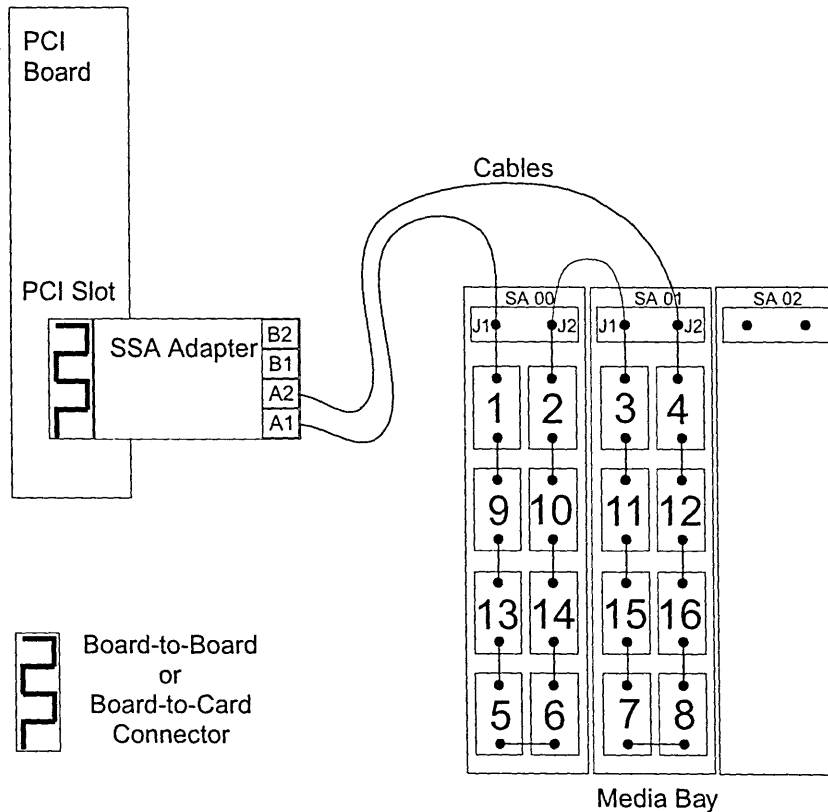 PCI
Board
Cables
PCI Slot
SSA Adapter
B2
B1
A2
A1
SA 00
SA 01
SA 02
J1 J2 J1 J2
1 2 3 4
9 10 11 12
13 14 15 16
5 6 7 8
Board-to-Board
or
Board-to-Card
Connector
Media Bay